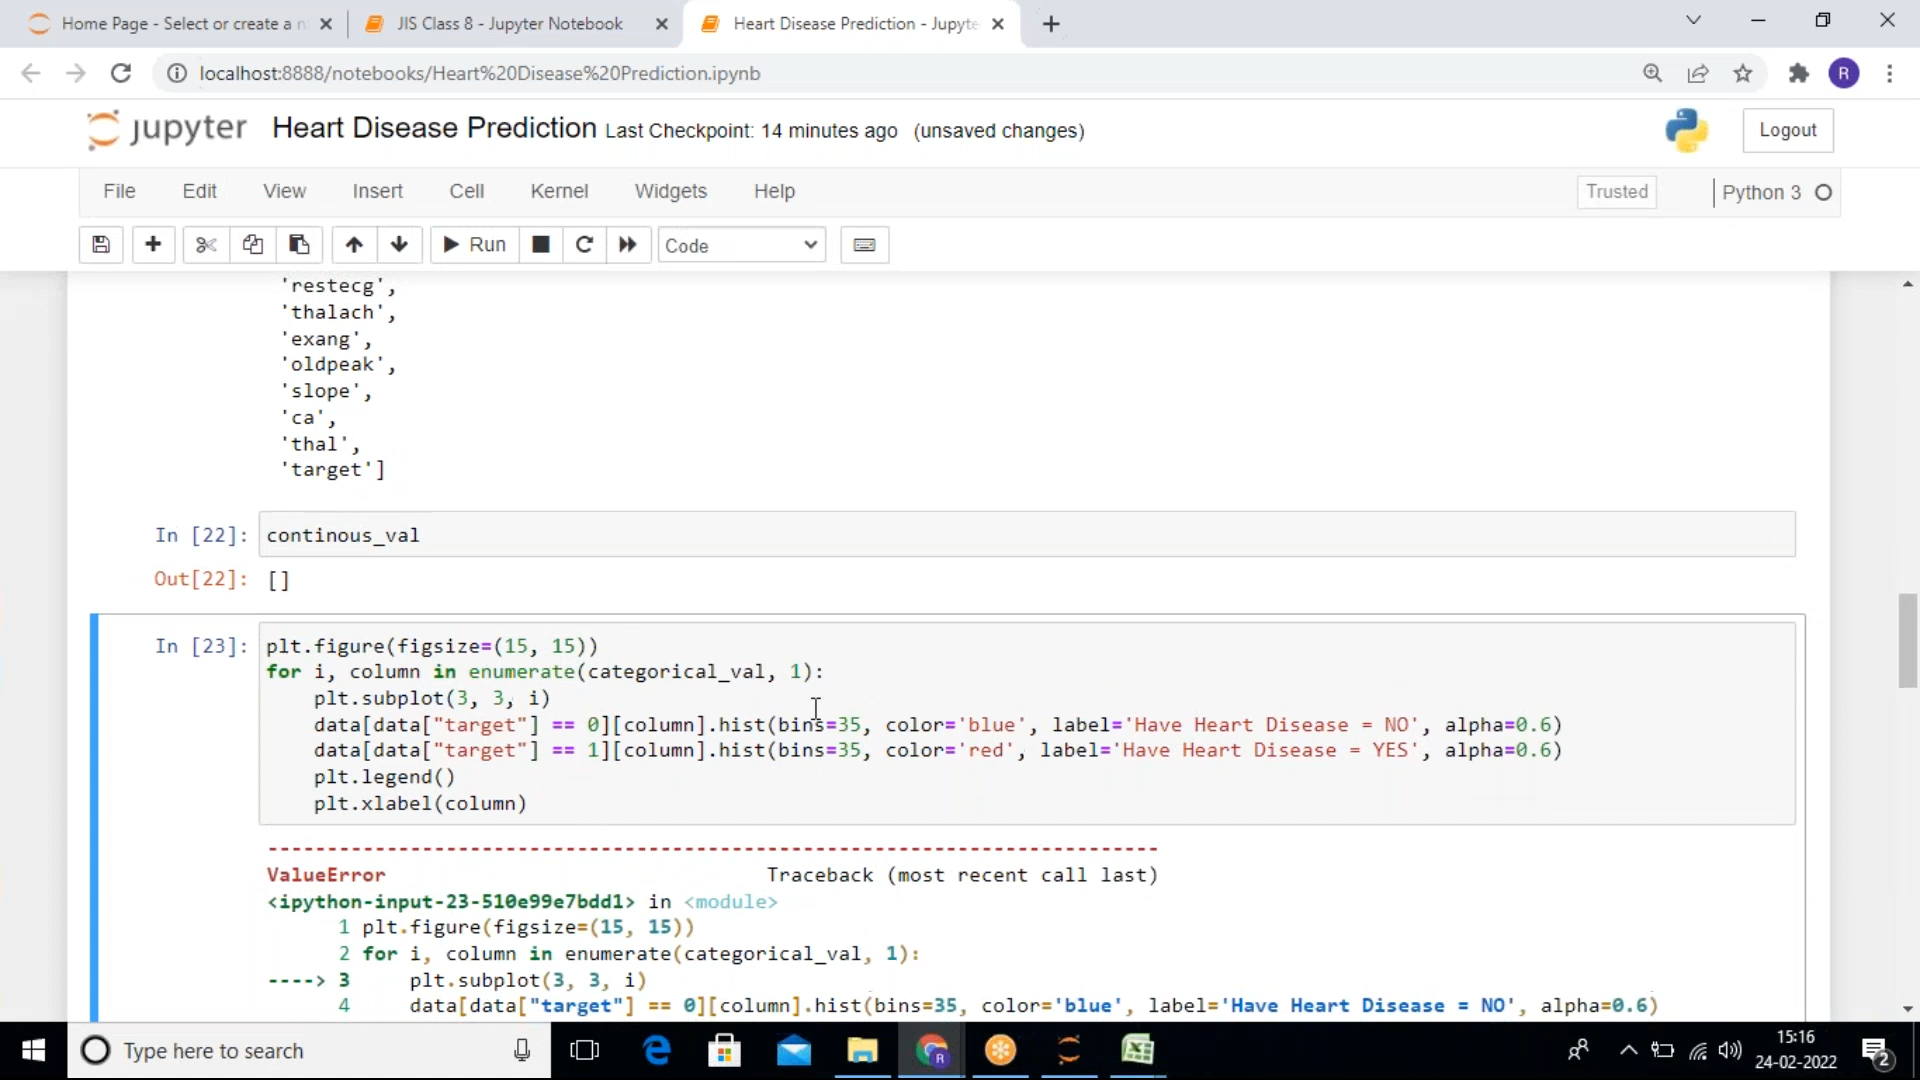 Home Page - Select or create a n
JIS Class 8 - Jupyter Notebook
Heart Disease Prediction - Jupyte
localhost:8888/notebooks/Heart%20Disease%20Prediction.ipynb
R
jupyter Heart Disease Prediction Last Checkpoint: 14 minutes ago (unsaved changes)
Logout
File Edit View Insert Cell Kernel Widgets Help
Trusted
Python 3
Run
Code
'restecg',
'thalach',
'exang',
'oldpeak',
'slope',
'ca',
'thal',
'target']
In [22]: continous_val
Out[22]: []
In [23]: plt.figure(figsize=(15, 15))
for i, column in enumerate(categorical_val, 1):
    plt.subplot(3, 3, i)
    data[data["target"] == 0][column].hist(bins=35, color='blue', label='Have Heart Disease = NO', alpha=0.6)
    data[data["target"] == 1][column].hist(bins=35, color='red', label='Have Heart Disease = YES', alpha=0.6)
    plt.legend()
    plt.xlabel(column)
---------------------------------------------------------------------------
ValueError                                Traceback (most recent call last)
<ipython-input-23-510e99e7bdd1> in <module>
      1 plt.figure(figsize=(15, 15))
      2 for i, column in enumerate(categorical_val, 1):
----> 3     plt.subplot(3, 3, i)
      4     data[data["target"] == 0][column].hist(bins=35, color='blue', label='Have Heart Disease = NO', alpha=0.6)
Type here to search
R
15:16
24-02-2022
2